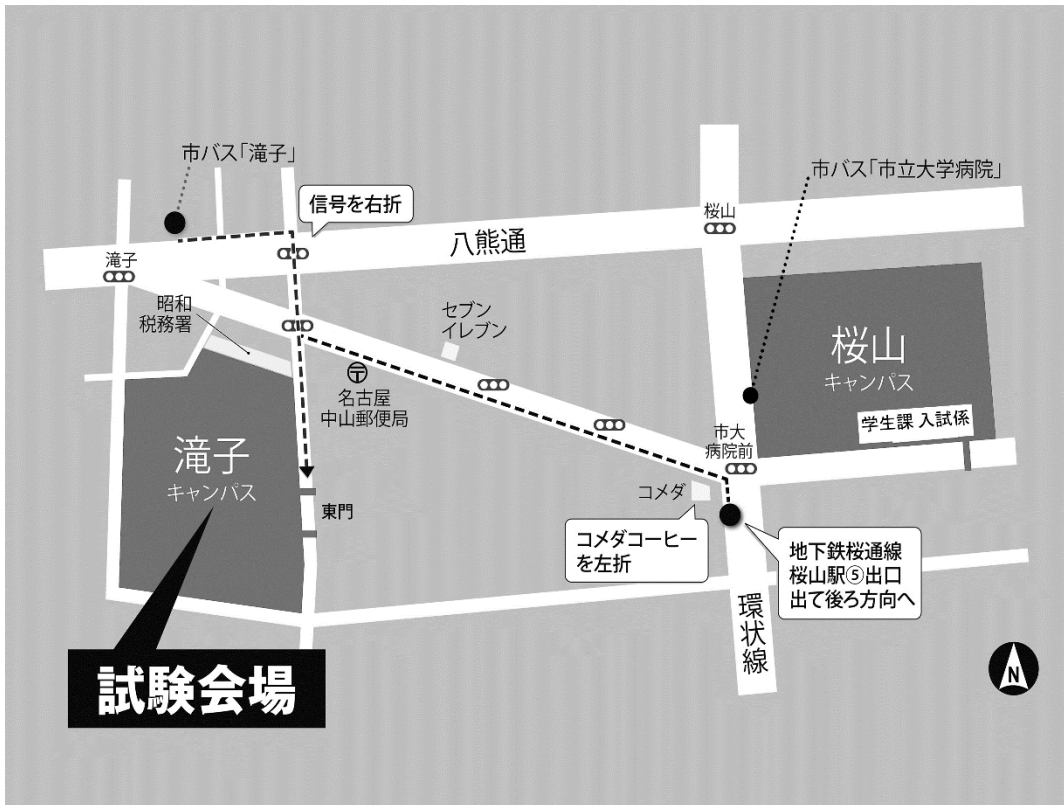 市バス「滝子」
信号を右折
市バス「市立大学病院」
桜山
八熊通
滝子
昭和
税務署
セブン
イレブン
桜山
キャンパス
〒
名古屋
中山郵便局
学生課 入試係
市大
病院前
滝子
キャンパス
コメダ
東門
コメダコーヒー
を左折
地下鉄桜通線
桜山駅⑤出口
出て後ろ方向へ
環状線
試験会場
N